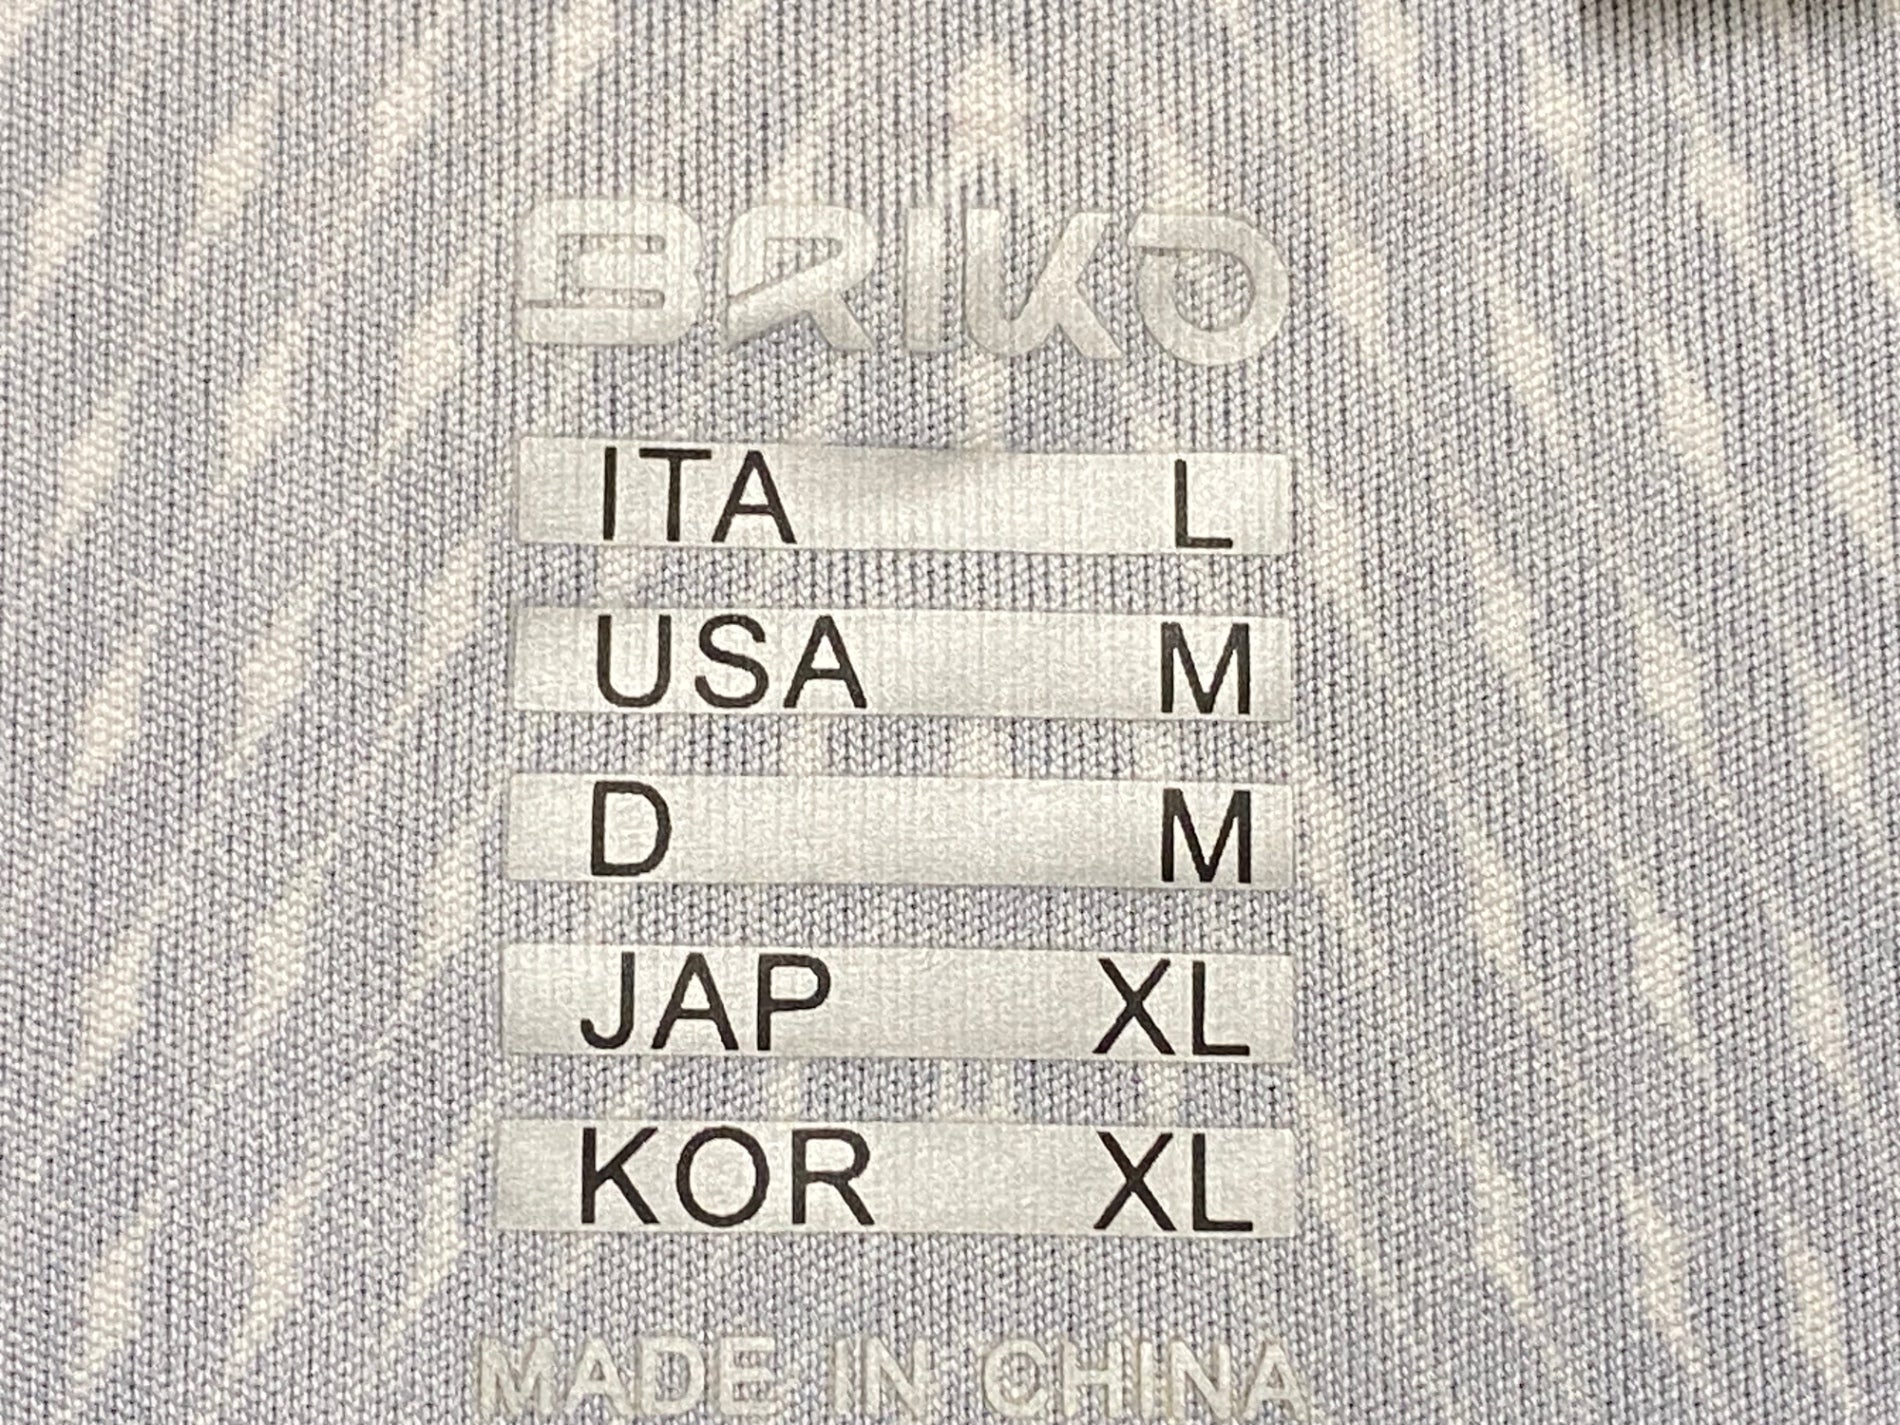 BRIKO
ITA L
USA M
D M
JAP XL
KOR XL
MADE IN CHINA